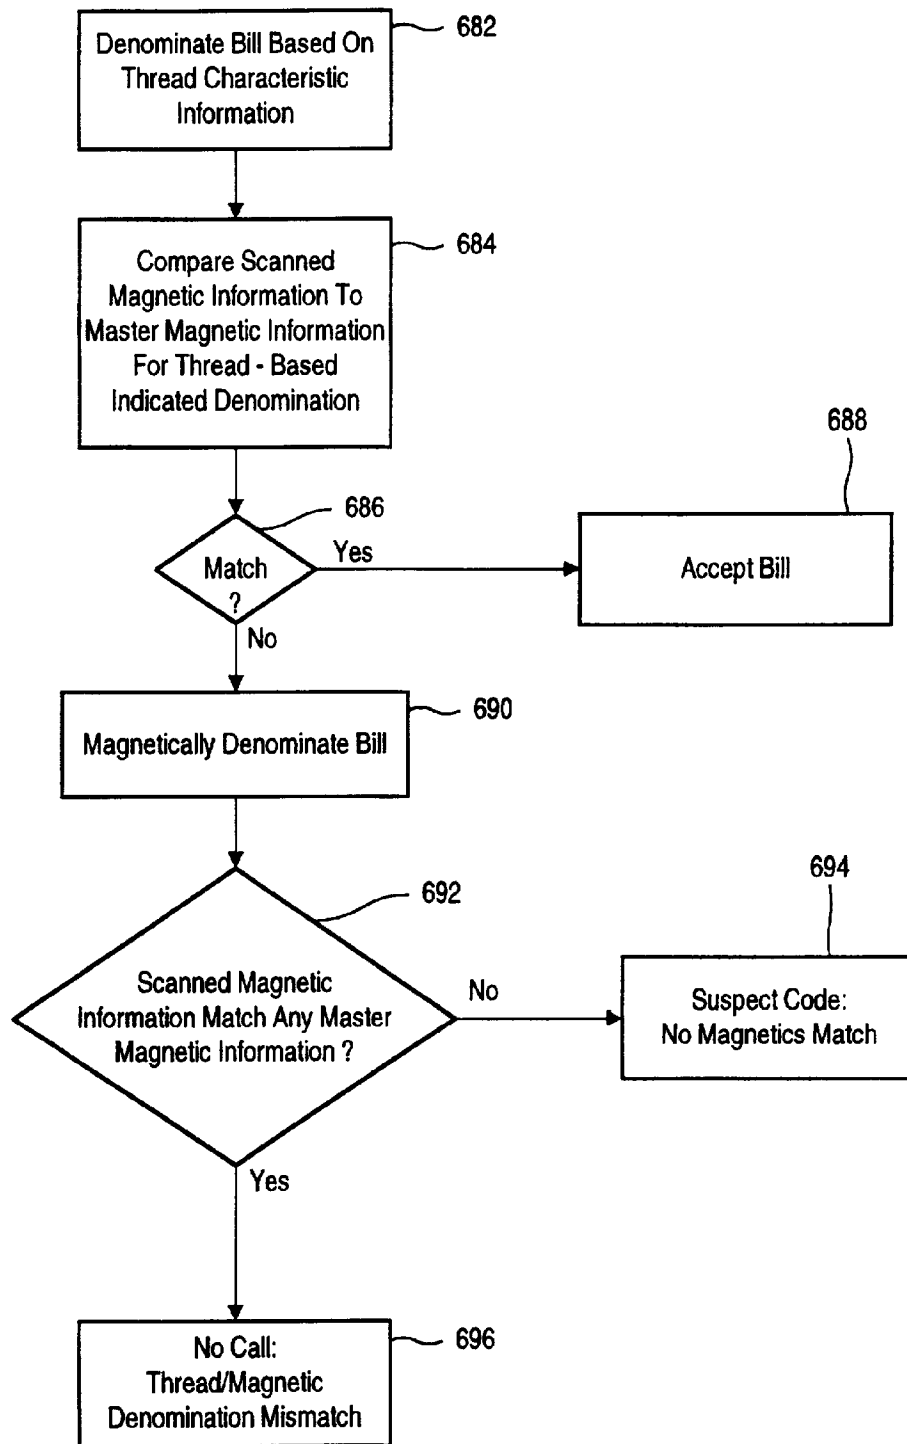 682
Denominate Bill Based On
Thread Characteristic
Information
684
Compare Scanned
Magnetic Information To
Master Magnetic Information
For Thread - Based
Indicated Denomination
688
686
Match
?
Yes
Accept Bill
No
690
Magnetically Denominate Bill
694
692
Scanned Magnetic
Information Match Any Master
Magnetic Information ?
No
Suspect Code:
No Magnetics Match
Yes
696
No Call:
Thread/Magnetic
Denomination Mismatch